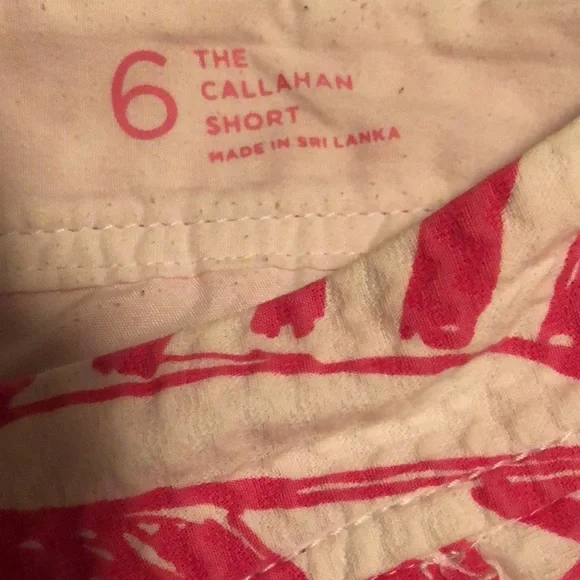 6
THE
CALLAHAN
SHORT
MADE IN SRI LANKA